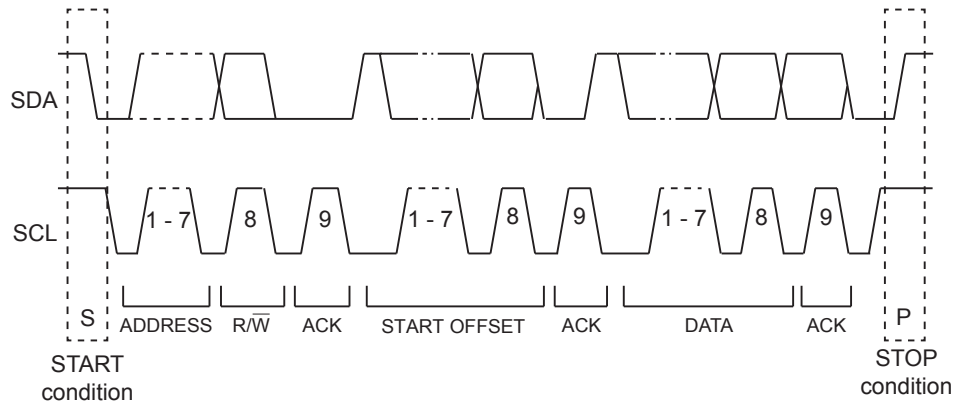 SDA
SCL
1 - 7 8 9 1 - 7 8 9 1 - 7 8 9
S ADDRESS R/W̅ ACK START OFFSET ACK DATA ACK P
START condition
STOP condition